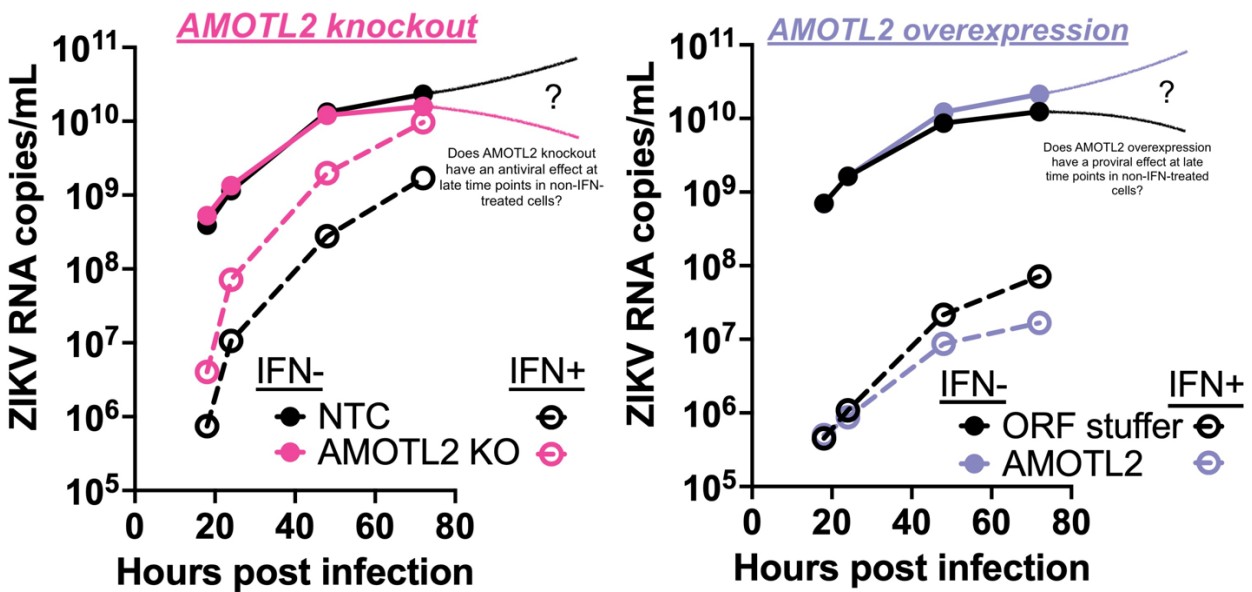 AMOTL2 knockout
ZIKV RNA copies/mL
10¹¹
10¹⁰
10⁹
10⁸
10⁷
10⁶
10⁵
?
Does AMOTL2 knockout
have an antiviral effect at
late time points in non-IFN-
treated cells?
IFN- IFN+
NTC
AMOTL2 KO
0 20 40 60 80
Hours post infection
AMOTL2 overexpression
ZIKV RNA copies/mL
10¹¹
10¹⁰
10⁹
10⁸
10⁷
10⁶
10⁵
?
Does AMOTL2 overexpression
have a proviral effect at late
time points in non-IFN-treated
cells?
IFN- IFN+
ORF stuffer
AMOTL2
0 20 40 60 80
Hours post infection